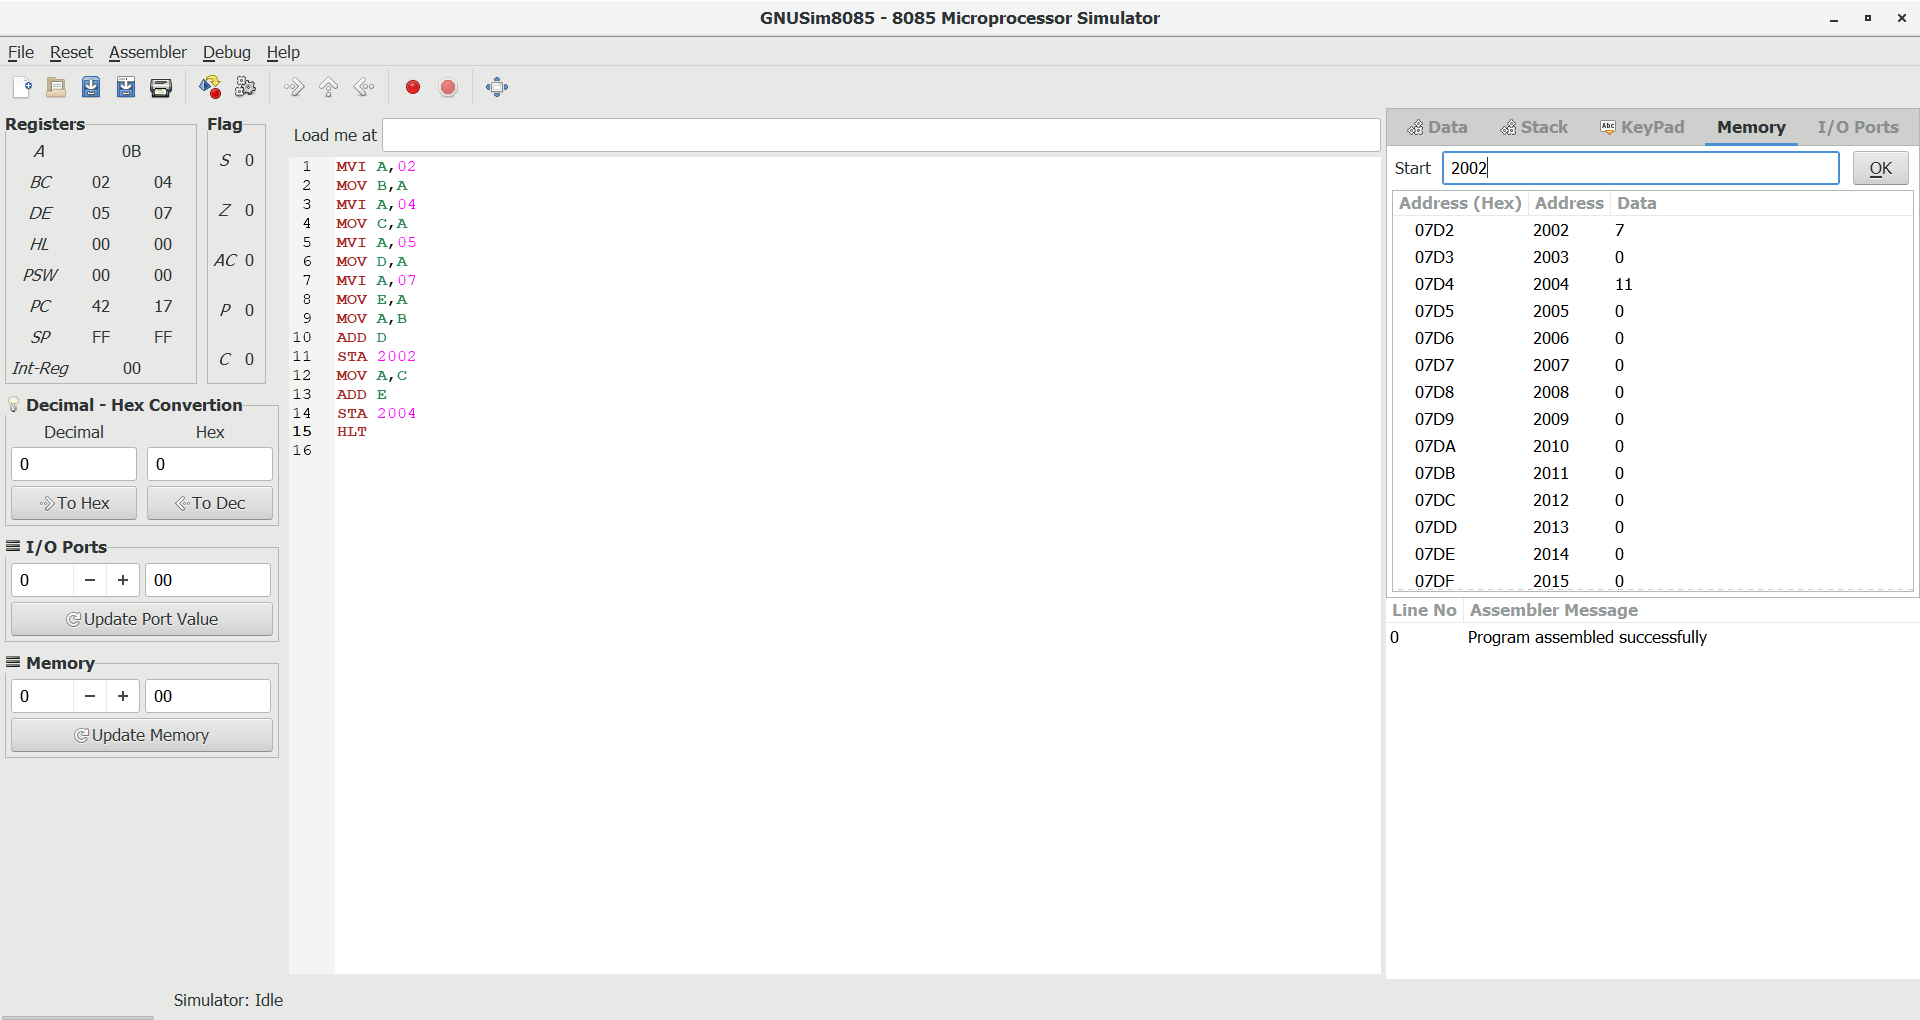 GNUSim8085 - 8085 Microprocessor Simulator
File Reset Assembler Debug Help
Registers
A 0B
BC 02 04
DE 05 07
HL 00 00
PSW 00 00
PC 42 17
SP FF FF
Int-Reg 00
Flag
S 0
Z 0
AC 0
P 0
C 0
Decimal - Hex Convertion
Decimal Hex
0 0
To Hex To Dec
I/O Ports
0 − + 00
Update Port Value
Memory
0 − + 00
Update Memory
Load me at
1 MVI A,02
2 MOV B,A
3 MVI A,04
4 MOV C,A
5 MVI A,05
6 MOV D,A
7 MVI A,07
8 MOV E,A
9 MOV A,B
10 ADD D
11 STA 2002
12 MOV A,C
13 ADD E
14 STA 2004
15 HLT
16
Data Stack Abc KeyPad Memory I/O Ports
Start 2002 OK
Address (Hex) Address Data
07D2 2002 7
07D3 2003 0
07D4 2004 11
07D5 2005 0
07D6 2006 0
07D7 2007 0
07D8 2008 0
07D9 2009 0
07DA 2010 0
07DB 2011 0
07DC 2012 0
07DD 2013 0
07DE 2014 0
07DF 2015 0
Line No Assembler Message
0 Program assembled successfully
Simulator: Idle